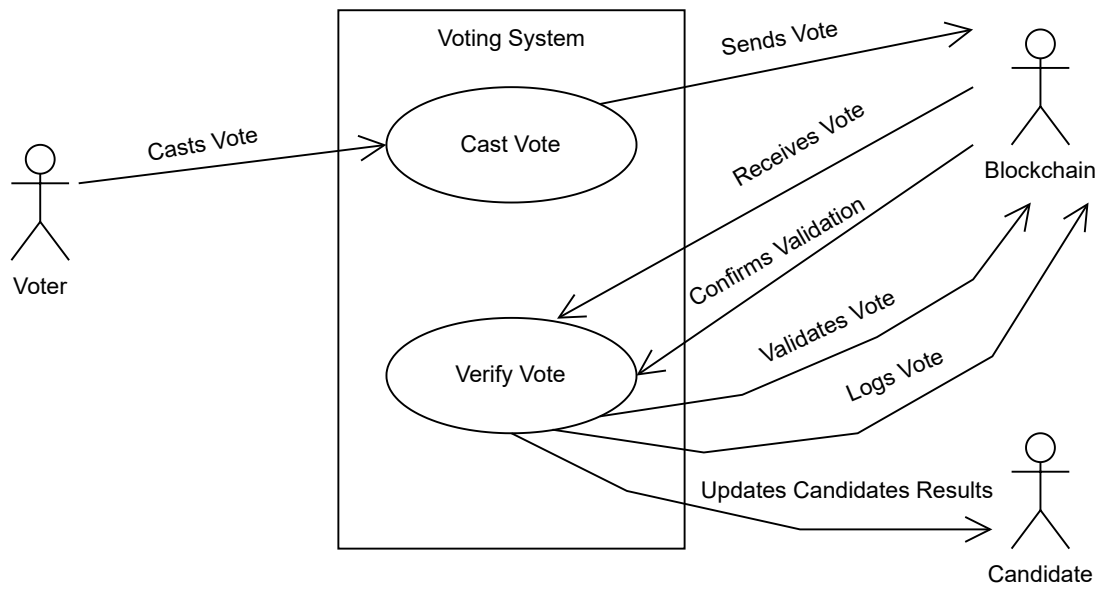 Voting System
Sends Vote
Casts Vote
Cast Vote
Receives Vote
Blockchain
Voter
Confirms Validation
Validates Vote
Verify Vote
Logs Vote
Updates Candidates Results
Candidate